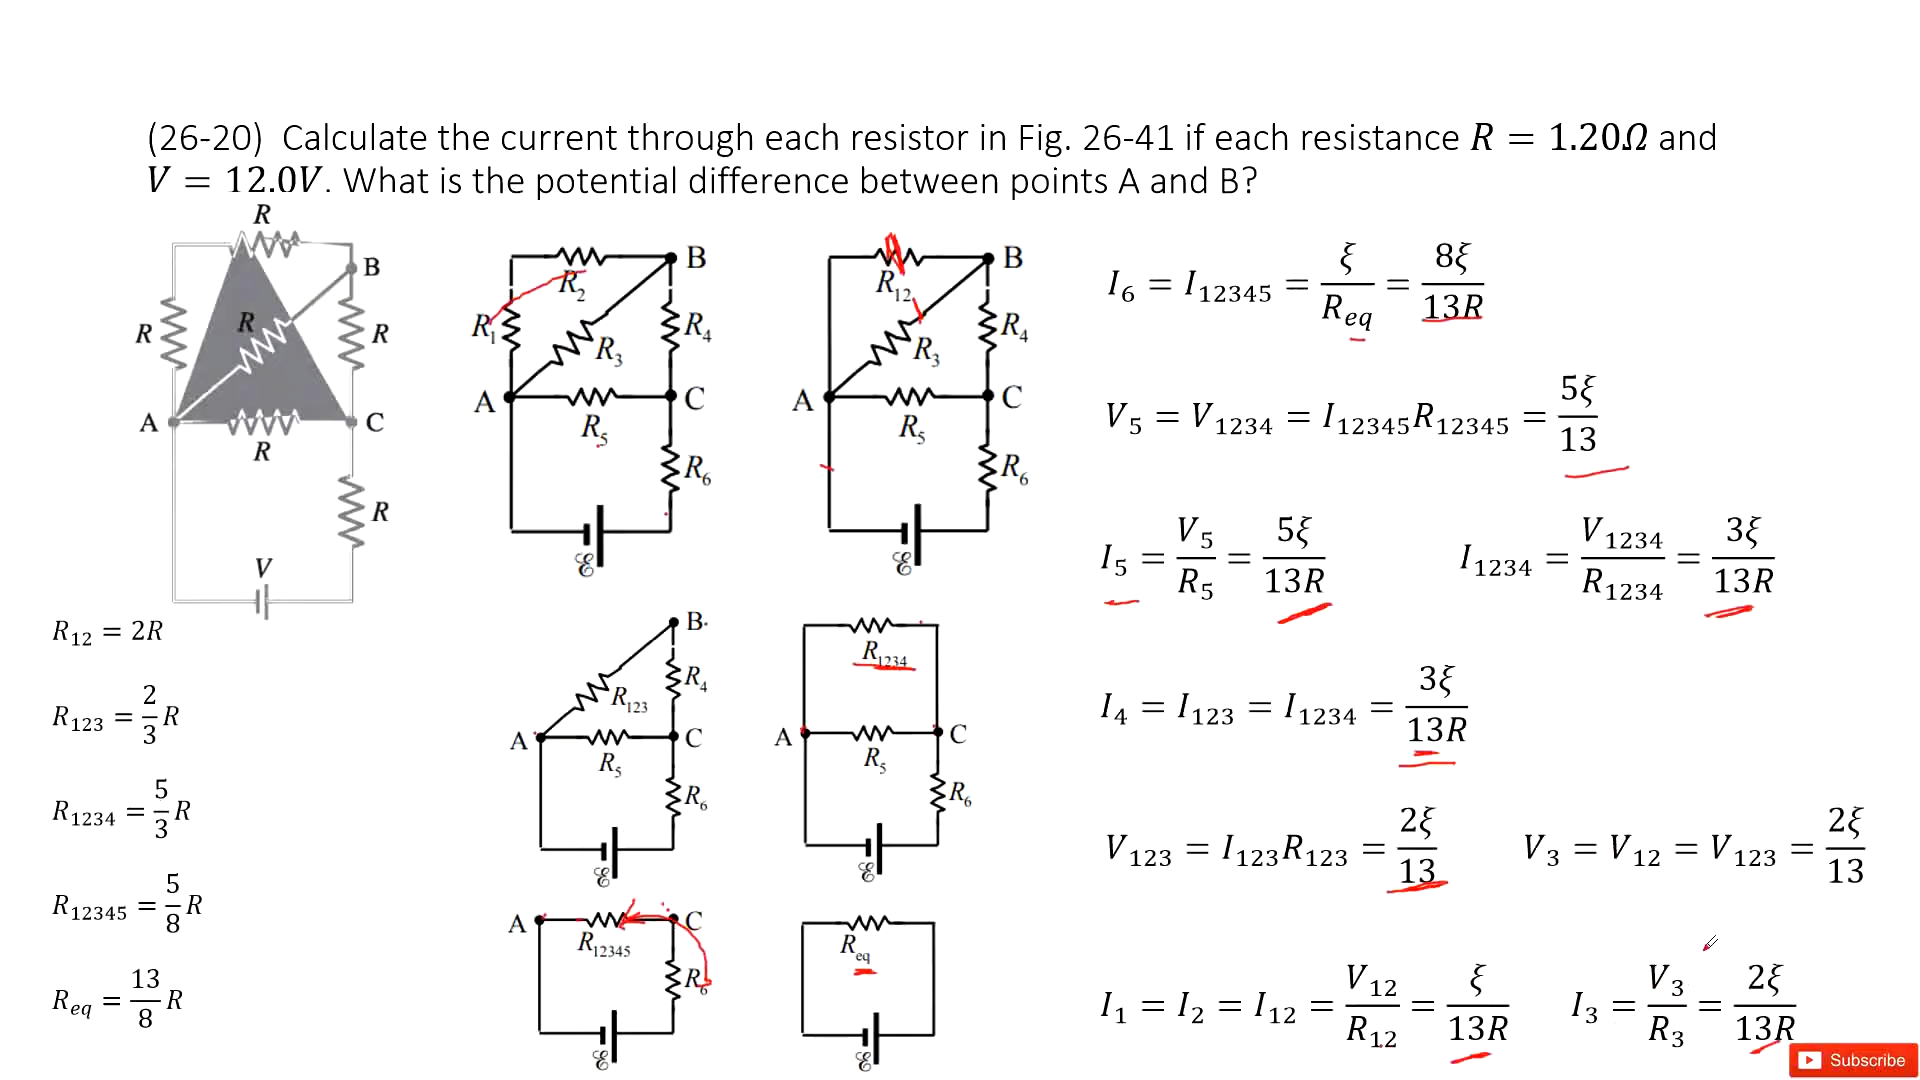 (26-20) Calculate the current through each resistor in Fig. 26-41 if each resistance R = 1.20Ω and
V = 12.0V. What is the potential difference between points A and B?
R
B
R
R
R
A
C
R
R
V
B
R₂
R₁
R₄
R₃
A
C
R₅
R₆
ℰ
B
R₁₂
R₄
R₃
A
C
R₅
R₆
ℰ
B
R₄
R₁₂₃
A
C
R₅
R₆
ℰ
R₁₂₃₄
A
C
R₅
R₆
ℰ
A
C
R₁₂₃₄₅
R₆
ℰ
R_eq
ℰ
R₁₂ = 2R
R₁₂₃ = 2/3 R
R₁₂₃₄ = 5/3 R
R₁₂₃₄₅ = 5/8 R
R_eq = 13/8 R
I₆ = I₁₂₃₄₅ = ξ/R_eq = 8ξ/13R
V₅ = V₁₂₃₄ = I₁₂₃₄₅R₁₂₃₄₅ = 5ξ/13
I₅ = V₅/R₅ = 5ξ/13R
I₁₂₃₄ = V₁₂₃₄/R₁₂₃₄ = 3ξ/13R
I₄ = I₁₂₃ = I₁₂₃₄ = 3ξ/13R
V₁₂₃ = I₁₂₃R₁₂₃ = 2ξ/13
V₃ = V₁₂ = V₁₂₃ = 2ξ/13
I₁ = I₂ = I₁₂ = V₁₂/R₁₂ = ξ/13R
I₃ = V₃/R₃ = 2ξ/13R
Subscribe